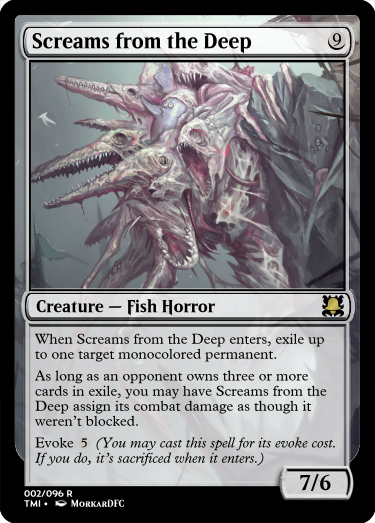 Screams from the Deep 9
Creature — Fish Horror
When Screams from the Deep enters, exile up
to one target monocolored permanent.
As long as an opponent owns three or more
cards in exile, you may have Screams from the
Deep assign its combat damage as though it
weren't blocked.
Evoke 5 (You may cast this spell for its evoke cost.
If you do, it's sacrificed when it enters.)
7/6
002/096 R
TMI • MorkarDFC